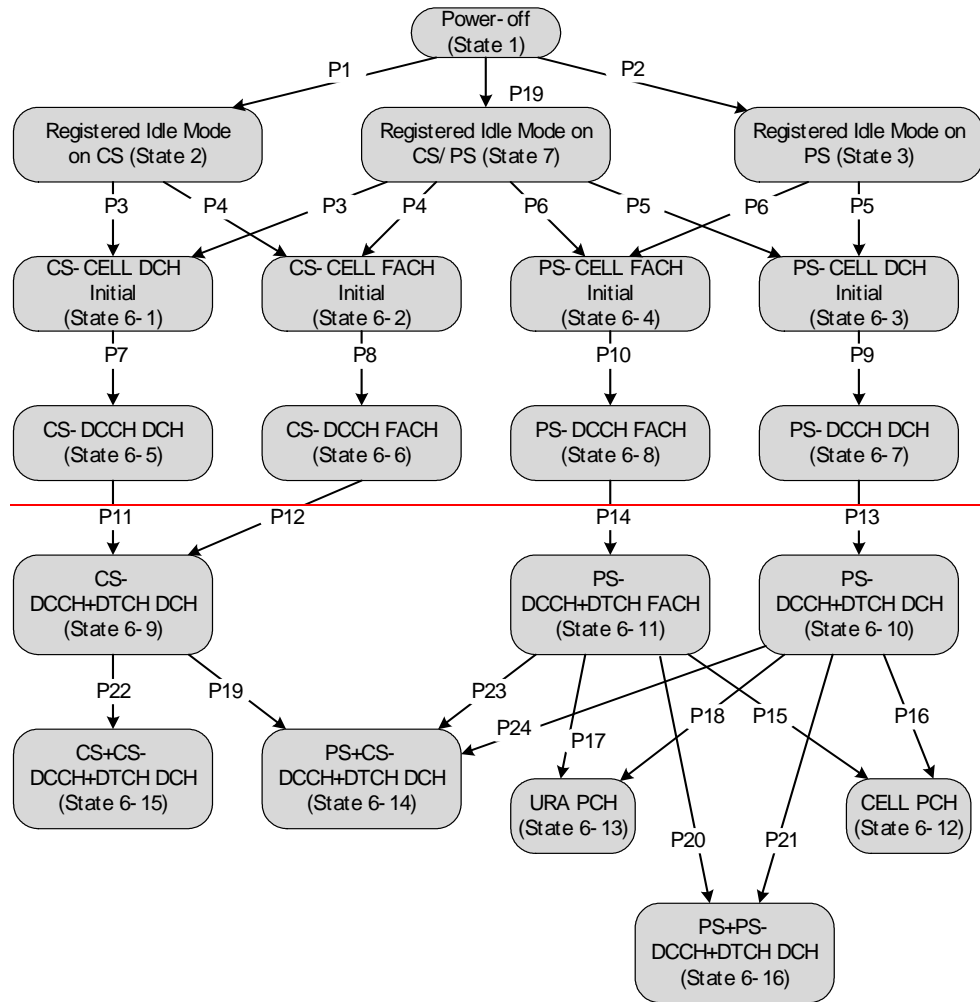 Power- off
(State 1)
P1
P2
P19
Registered Idle Mode
on CS (State 2)
Registered Idle Mode on
CS/ PS (State 7)
Registered Idle Mode on
PS (State 3)
P3
P4
P3
P4
P6
P5
P6
P5
CS- CELL DCH
Initial
(State 6- 1)
CS- CELL FACH
Initial
(State 6- 2)
PS- CELL FACH
Initial
(State 6- 4)
PS- CELL DCH
Initial
(State 6- 3)
P7
P8
P10
P9
CS- DCCH DCH
(State 6- 5)
CS- DCCH FACH
(State 6- 6)
PS- DCCH FACH
(State 6- 8)
PS- DCCH DCH
(State 6- 7)
P11
P12
P14
P13
CS-
DCCH+DTCH DCH
(State 6- 9)
PS-
DCCH+DTCH FACH
(State 6- 11)
PS-
DCCH+DTCH DCH
(State 6- 10)
P22
P19
P23
P24
P17
P18
P15
P16
CS+CS-
DCCH+DTCH DCH
(State 6- 15)
PS+CS-
DCCH+DTCH DCH
(State 6- 14)
URA PCH
(State 6- 13)
CELL PCH
(State 6- 12)
P20
P21
PS+PS-
DCCH+DTCH DCH
(State 6- 16)